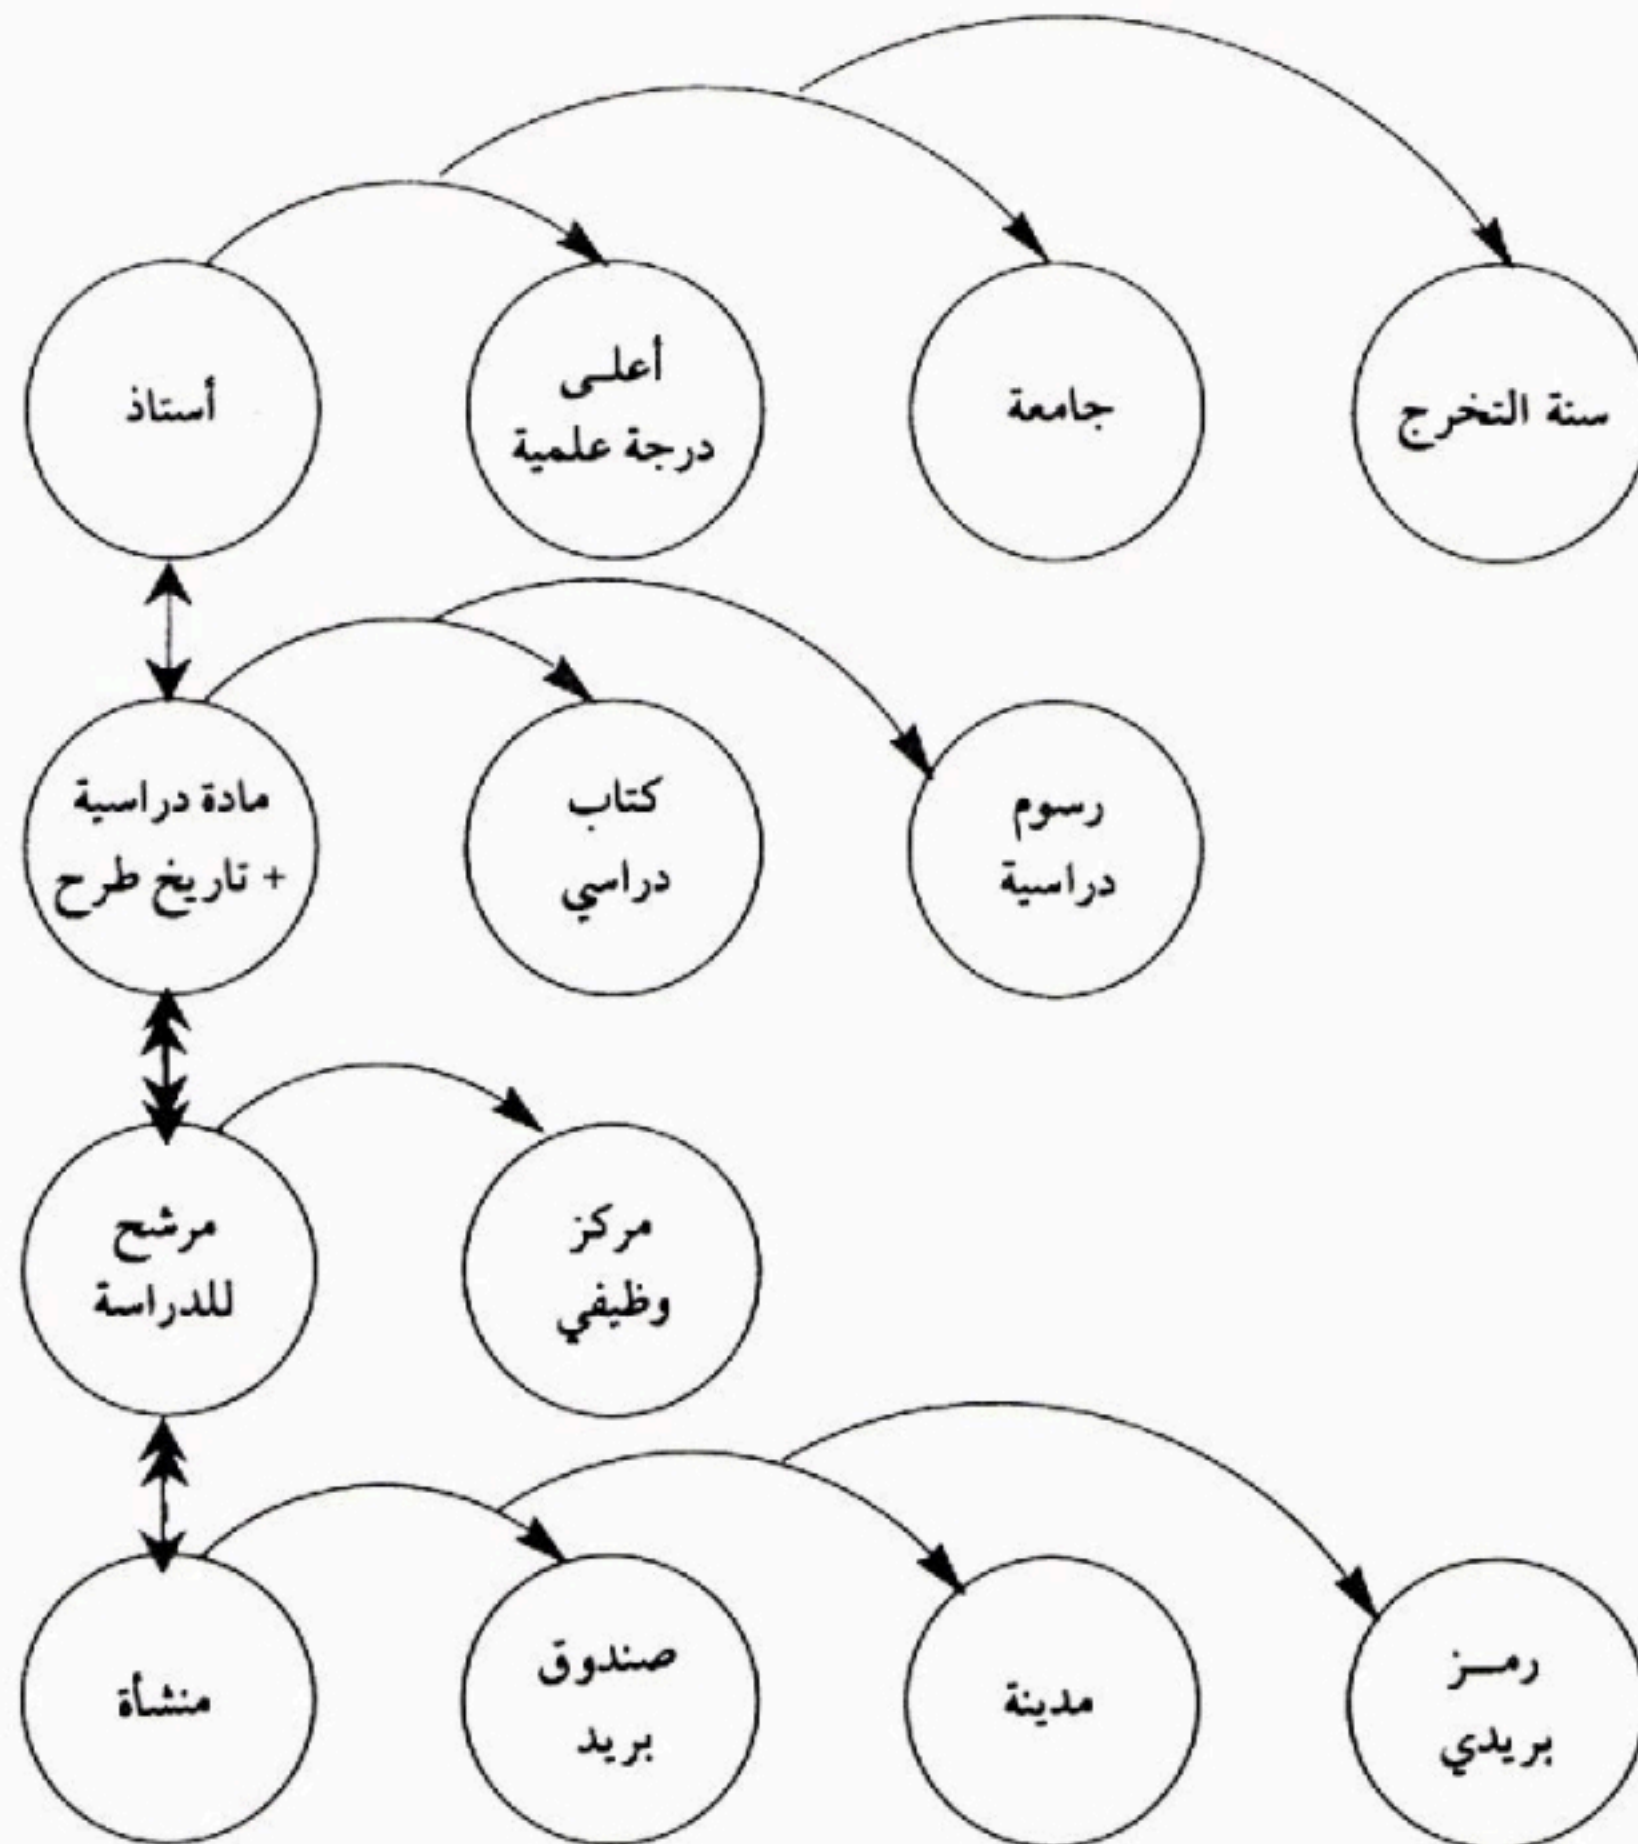 أستاذ
أعلى
درجة علمية
جامعة
سنة التخرج
مادة دراسية
+ تاريخ طرح
كتاب
دراسي
رسوم
دراسية
مرشح
للدراسة
مركز
وظيفي
منشأة
صندوق
بريد
مدينة
رمز
بريدي